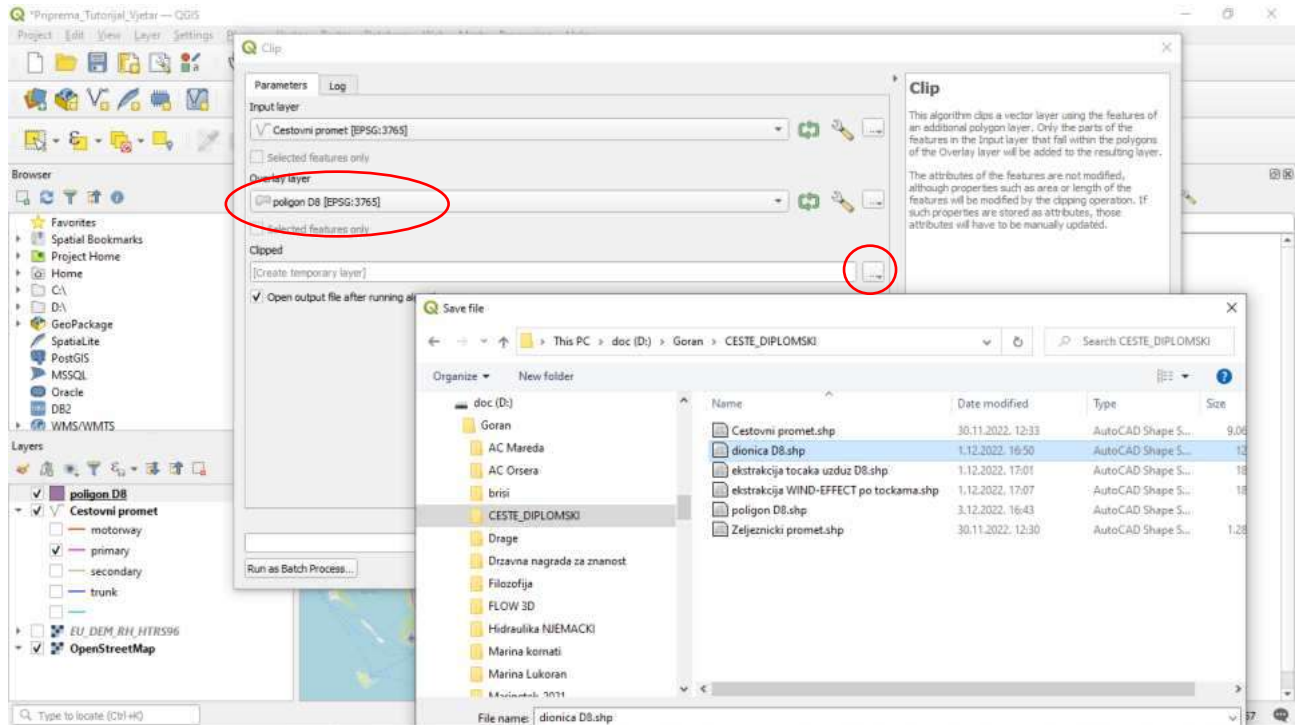 *Priprema_Tutorijal_Vjetar — QGIS
Project Edit View Layer Settings
Clip
Parameters Log
Input layer
Cestovni promet [EPSG:3765]
Selected features only
Overlay layer
poligon D8 [EPSG:3765]
Selected features only
Clipped
[Create temporary layer]
Open output file after running
Run as Batch Process...
Clip
This algorithm clips a vector layer using the features of
an additional polygon layer. Only the parts of the
features in the Input layer that fall within the polygons
of the Overlay layer will be added to the resulting layer.
The attributes of the features are not modified,
although properties such as area or length of the
features will be modified by the clipping operation. If
such properties are stored as attributes, those
attributes will have to be manually updated.
Browser
Favorites
Spatial Bookmarks
Project Home
Home
C:\
D:\
GeoPackage
SpatiaLite
PostGIS
MSSQL
Oracle
DB2
WMS/WMTS
Layers
poligon D8
Cestovni promet
motorway
primary
secondary
trunk
EU_DEM_RH_HTRS96
OpenStreetMap
Type to locate (Ctrl+K)
Save file
This PC > doc (D:) > Goran > CESTE_DIPLOMSKI
Search CESTE_DIPLOMSKI
Organize New folder
doc (D:)
Goran
AC Mareda
AC Orsera
brisi
CESTE_DIPLOMSKI
Drage
Drzavna nagrada za znanost
Filozofija
FLOW 3D
Hidraulika NJEMACKI
Marina kornati
Marina Lukoran
Name Date modified Type Size
Cestovni promet.shp 30.11.2022. 12:33 AutoCAD Shape S... 9.06
dionica D8.shp 1.12.2022. 16:50 AutoCAD Shape S... 12
ekstrakcija tocaka uzduz D8.shp 1.12.2022. 17:01 AutoCAD Shape S... 18
ekstrakcija WIND-EFFECT po tockama.shp 1.12.2022. 17:07 AutoCAD Shape S... 18
poligon D8.shp 3.12.2022. 16:43 AutoCAD Shape S...
Zeljeznicki promet.shp 30.11.2022. 12:30 AutoCAD Shape S... 1.28
File name: dionica D8.shp